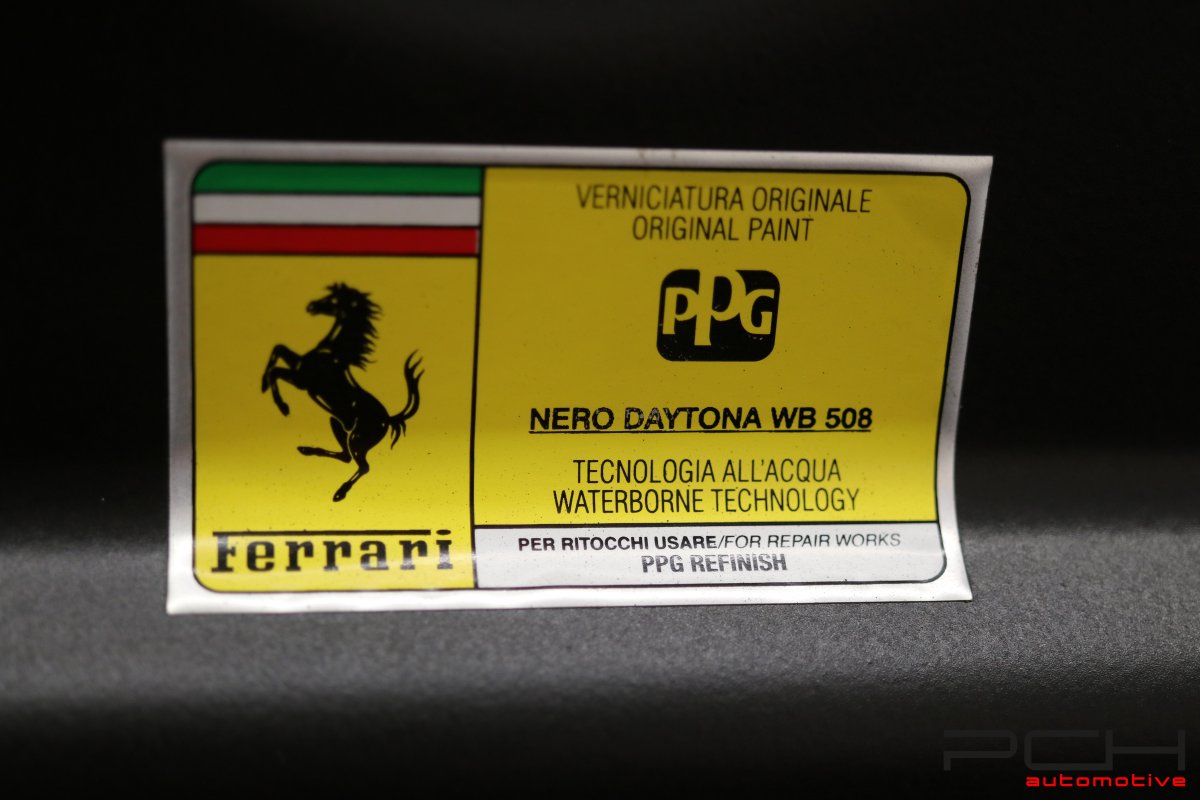 VERNICIATURA ORIGINALE
ORIGINAL PAINT
PPG
NERO DAYTONA WB 508
TECNOLOGIA ALL'ACQUA
WATERBORNE TECHNOLOGY
Ferrari
PER RITOCCHI USARE/FOR REPAIR WORKS
PPG REFINISH
PCH
automotive